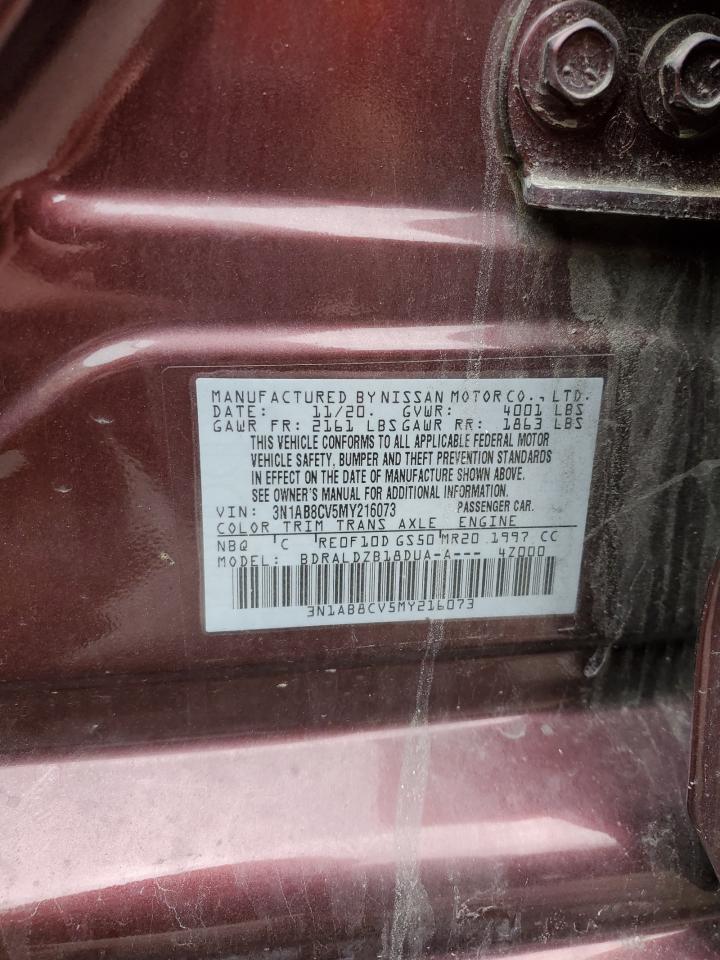 MANUFACTURED BY NISSAN MOTOR CO., LTD.
DATE: 11/20. GVWR: 4001 LBS
GAWR FR: 2161 LBS GAWR RR: 1863 LBS
THIS VEHICLE CONFORMS TO ALL APPLICABLE FEDERAL MOTOR
VEHICLE SAFETY, BUMPER AND THEFT PREVENTION STANDARDS
IN EFFECT ON THE DATE OF MANUFACTURE SHOWN ABOVE.
SEE OWNER'S MANUAL FOR ADDITIONAL INFORMATION.
VIN: 3N1AB8CV5MY216073 PASSENGER CAR.
COLOR TRIM TRANS AXLE ENGINE
NBQ C RE0F10D GS50 MR20 1997 CC
MODEL: BDRALDZB18DUA-A--- 4Z000
3N1AB8CV5MY216073